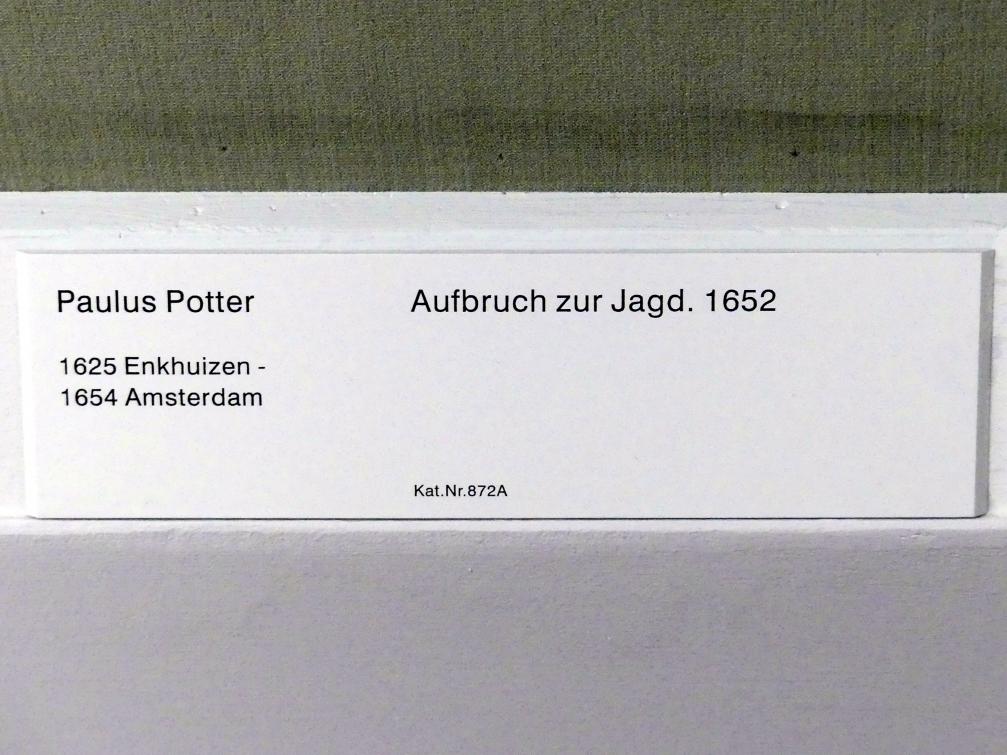 Paulus Potter
1625 Enkhuizen -
1654 Amsterdam
Aufbruch zur Jagd. 1652
Kat.Nr.872A